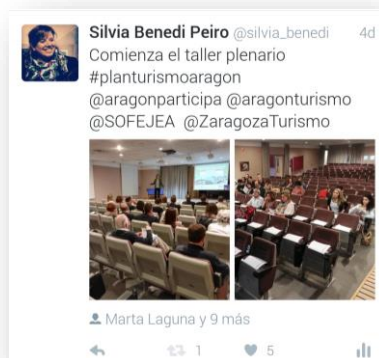 Silvia Benedi Peiro @silvia_benedi 4d
Comienza el taller plenario
#planturismoaragon
@aragonparticipa @aragonturismo
@SOFEJEA @ZaragozaTurismo
Marta Laguna y 9 más
1 5